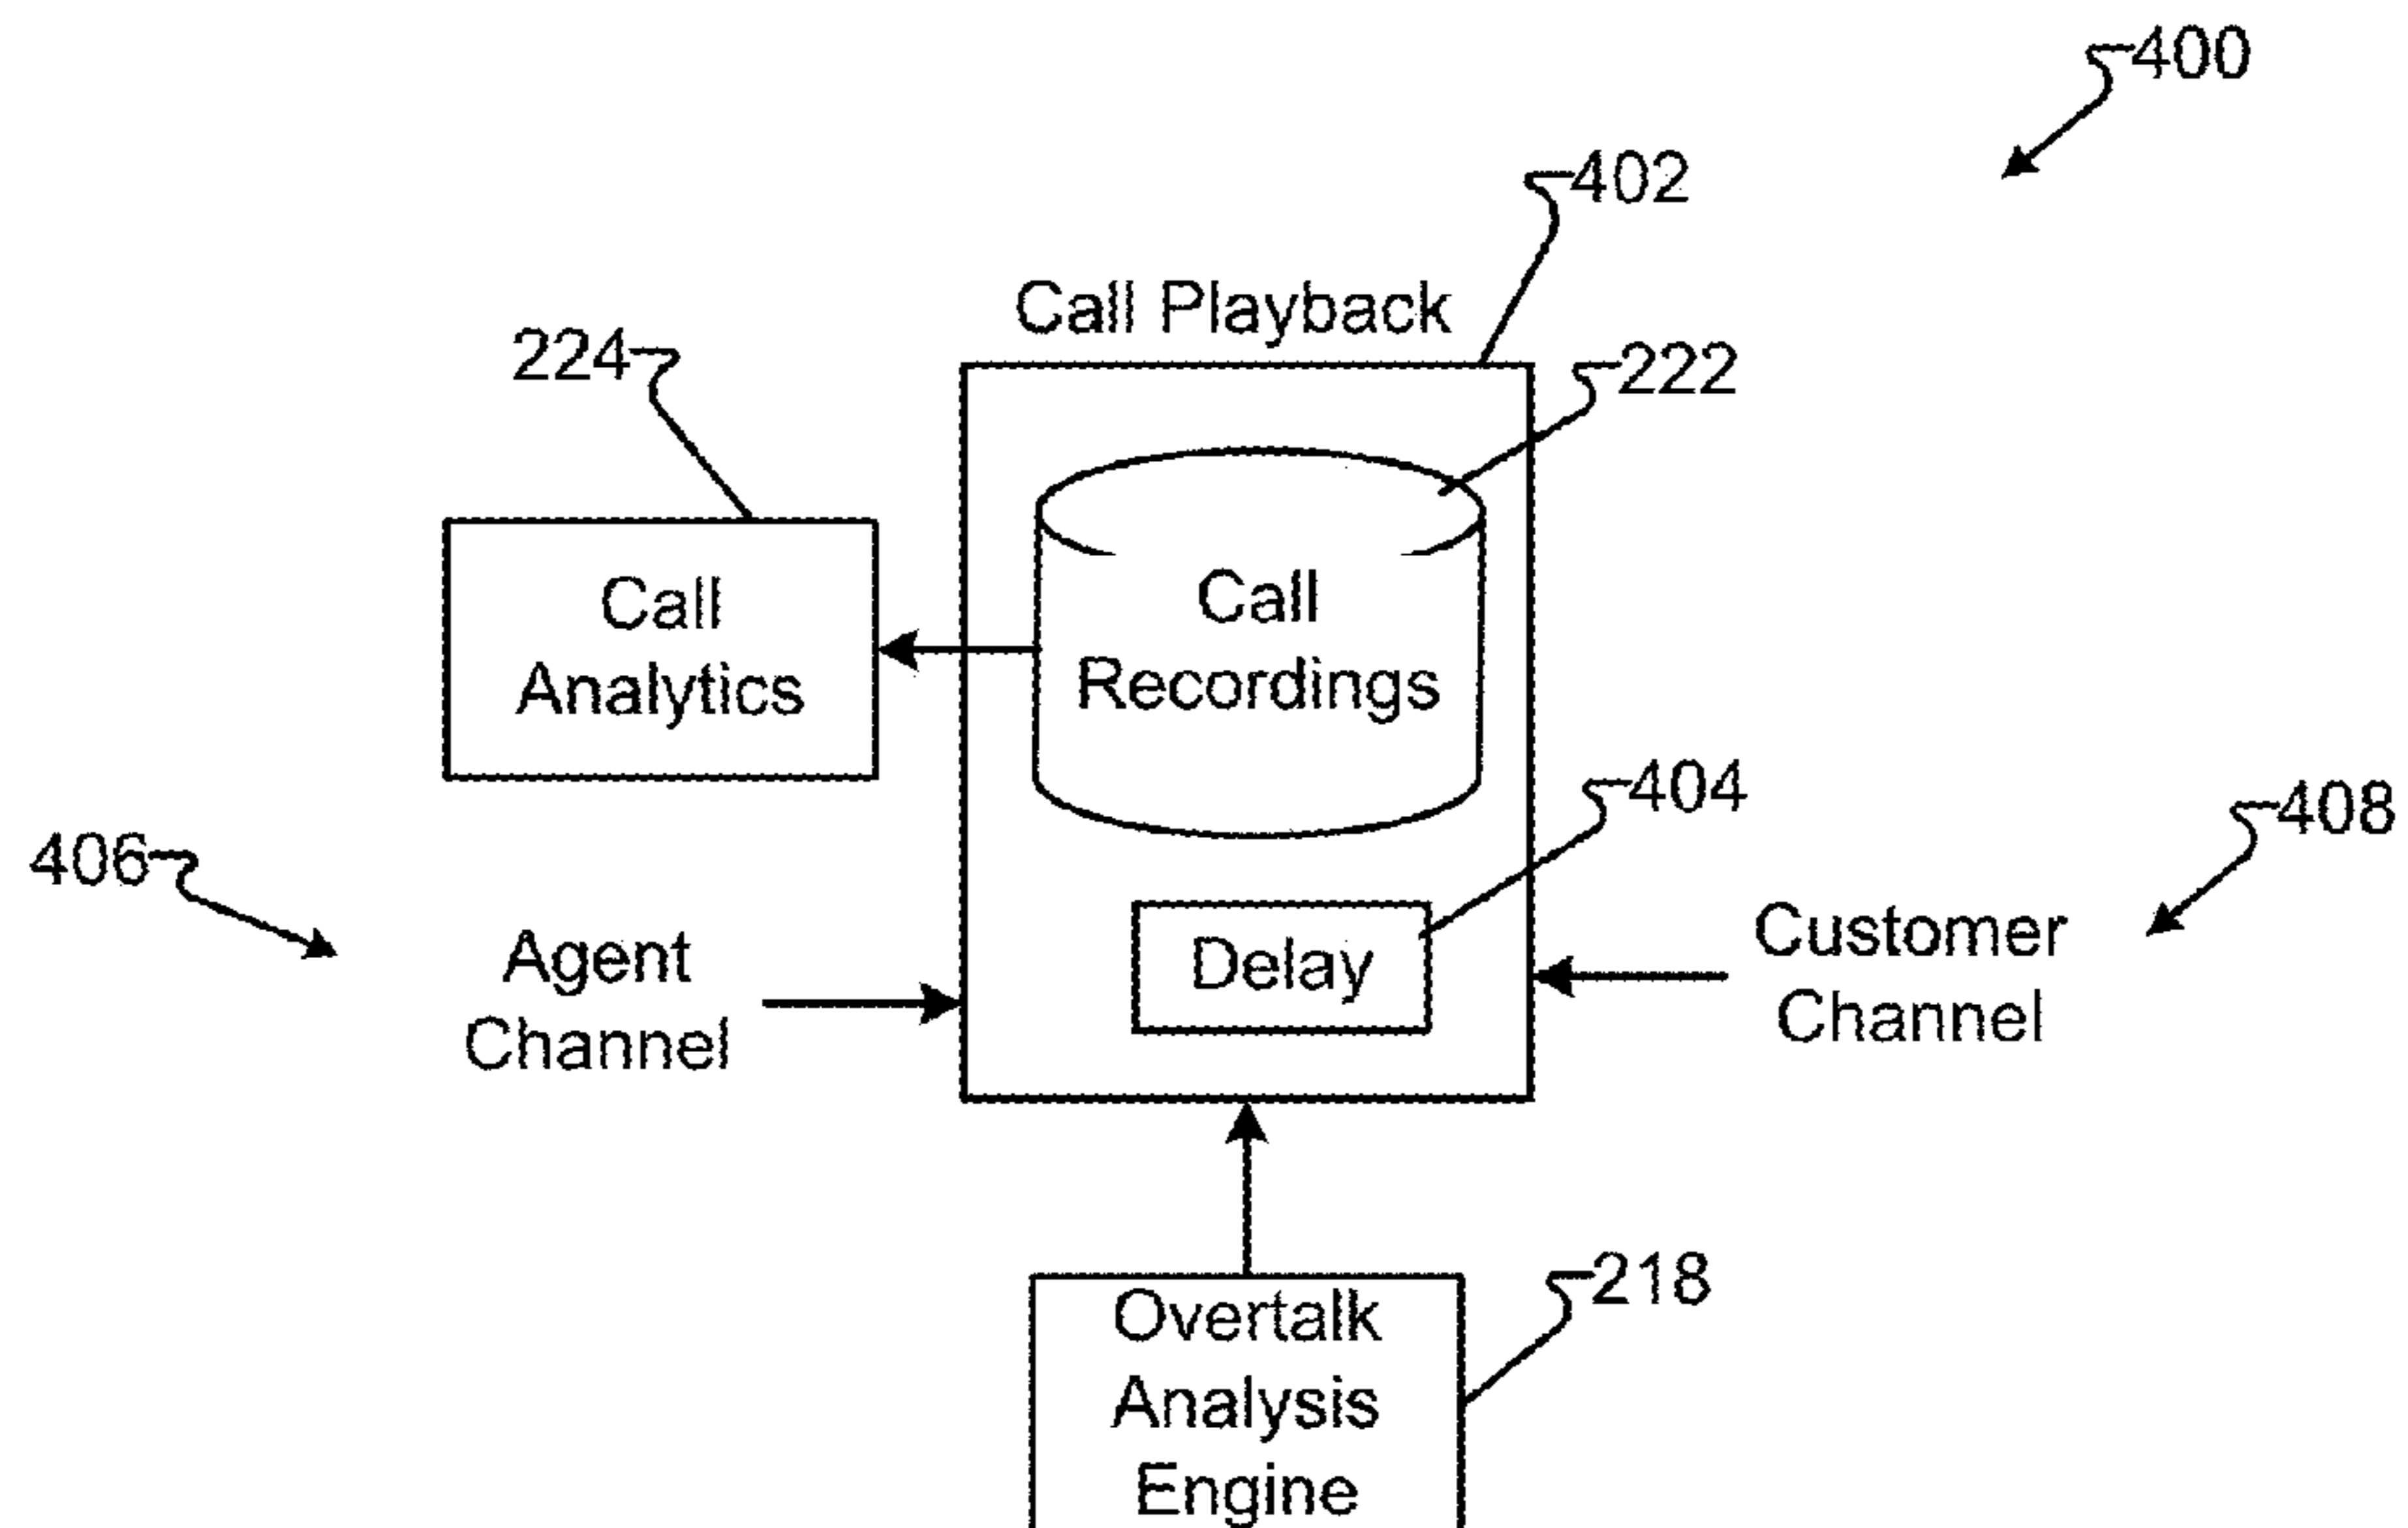 400
402
Call Playback
224
222
Call
Analytics
Call
Recordings
404
408
406
Agent
Channel
Delay
Customer
Channel
218
Overtalk
Analysis
Engine